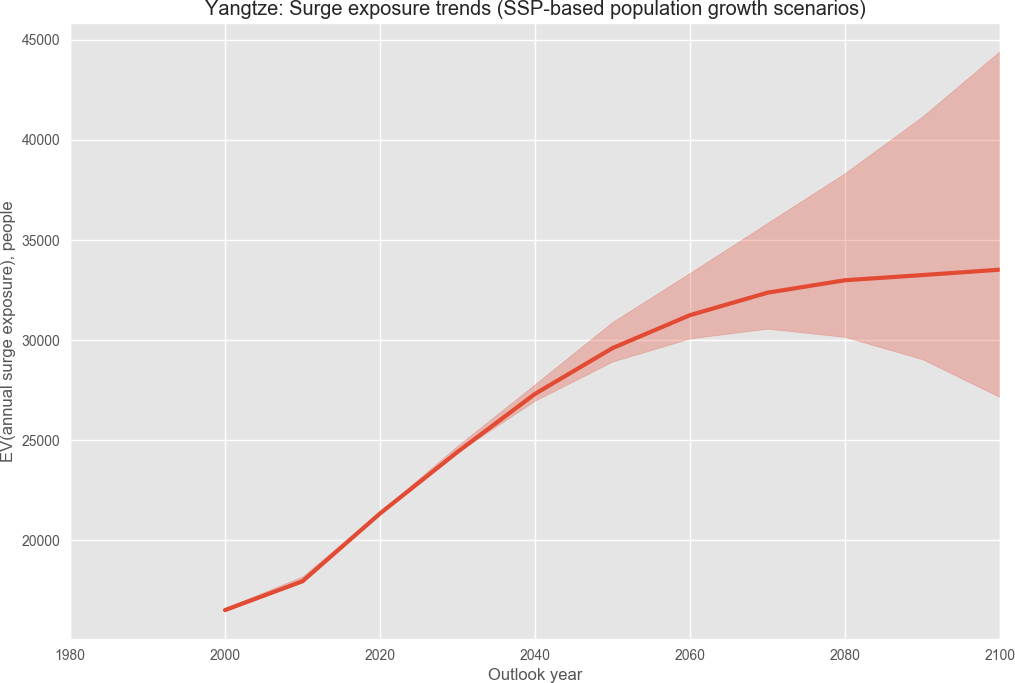 Yangtze: Surge exposure trends (SSP-based population growth scenarios)
45000
40000
35000
30000
25000
20000
EV(annual surge exposure), people
1980 2000 2020 2040 2060 2080 2100
Outlook year